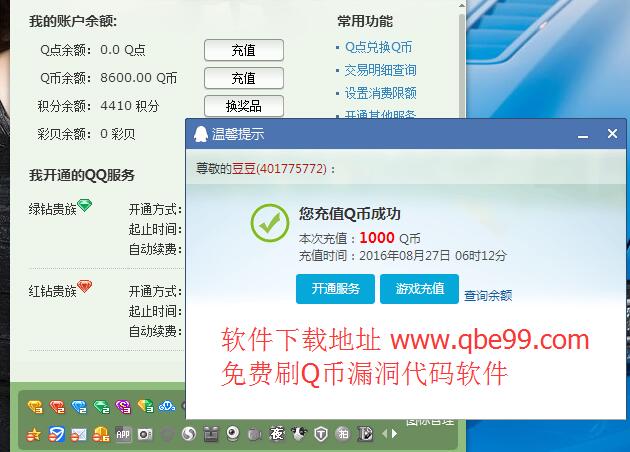 我的账户余额:
常用功能
Q点余额: 0.0 Q点
充值
Q点兑换Q币
Q币余额: 8600.00 Q币
充值
交易明细查询
积分余额: 4410 积分
换奖品
设置消费限额
彩贝余额: 0 彩贝
开通其他服务
温馨提示
尊敬的豆豆(401775772)：
我开通的QQ服务
绿钻贵族
开通方式:
起止时间:
自动续费:
您充值Q币成功
本次充值：1000 Q币
充值时间：2016年08月27日 06时12分
开通服务
游戏充值
查询余额
红钻贵族
开通方式:
起止时间:
自动续费:
软件下载地址 www.qbe99.com
免费刷Q币漏洞代码软件
图标管理
APP
夜
拍